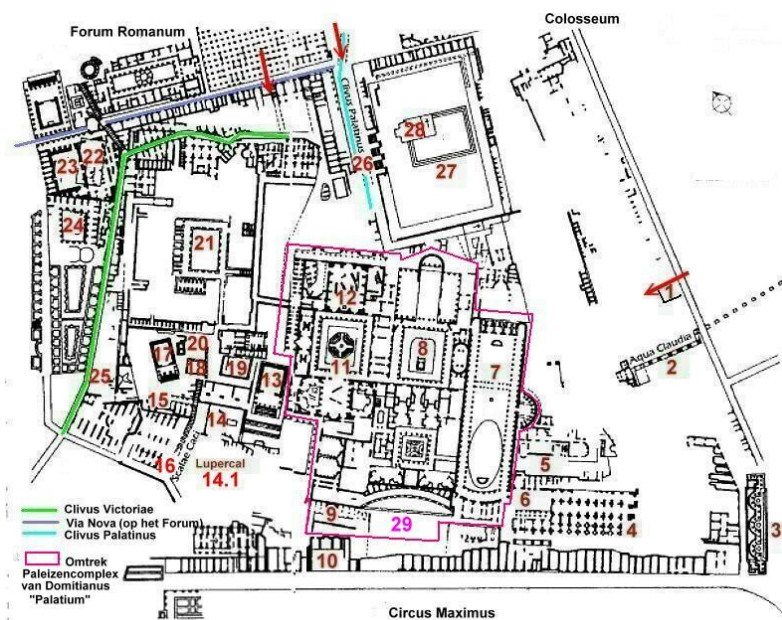 Forum Romanum
Colosseum
Clivus Palatinus
28
26
27
22
23
24
21
1
12
Aqua Claudia
2
11
8
7
17
20
18
19
13
25
15
14
16
Scalae Caci
Lupercal
14.1
5
6
4
3
9
29
10
Clivus Victoriae
Via Nova (op het Forum)
Clivus Palatinus
Omtrek
Paleizencomplex
van Domitianus
"Palatium"
Circus Maximus